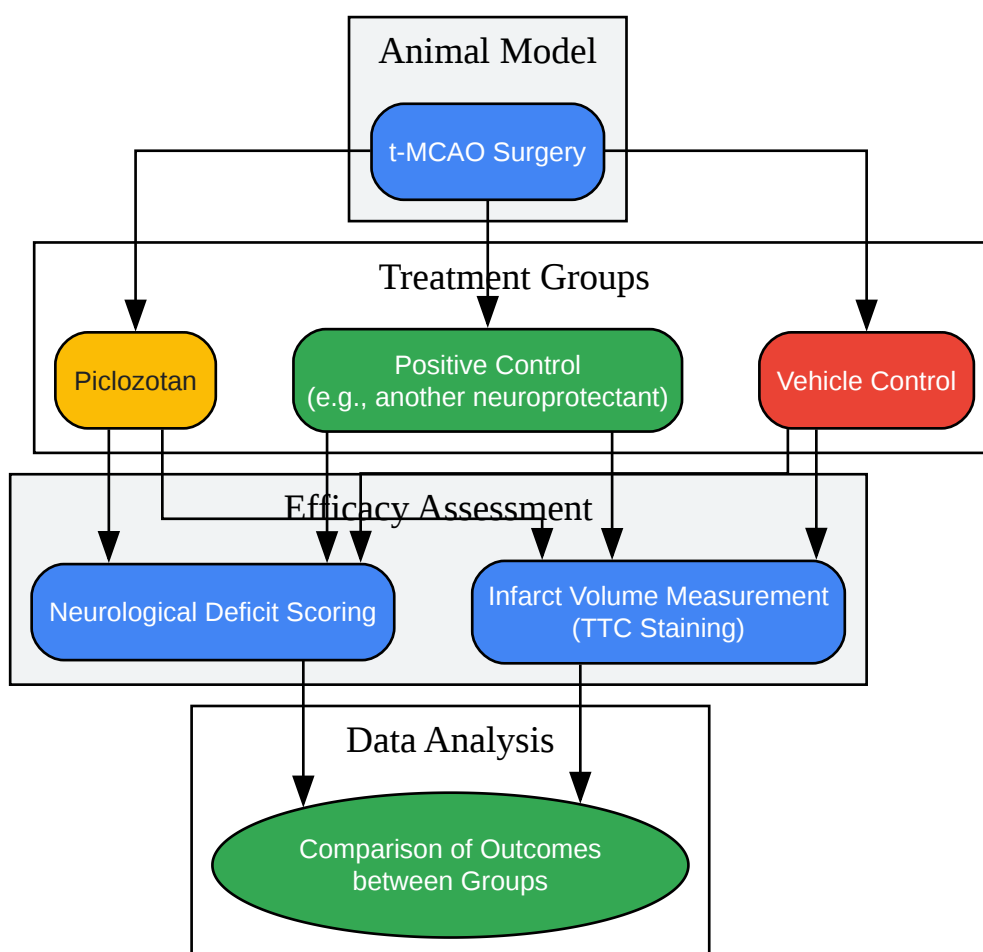 Animal Model
t-MCAO Surgery
Treatment Groups
Piclozotan
Positive Control
(e.g., another neuroprotectant)
Vehicle Control
Efficacy Assessment
Neurological Deficit Scoring
Infarct Volume Measurement
(TTC Staining)
Data Analysis
Comparison of Outcomes
between Groups